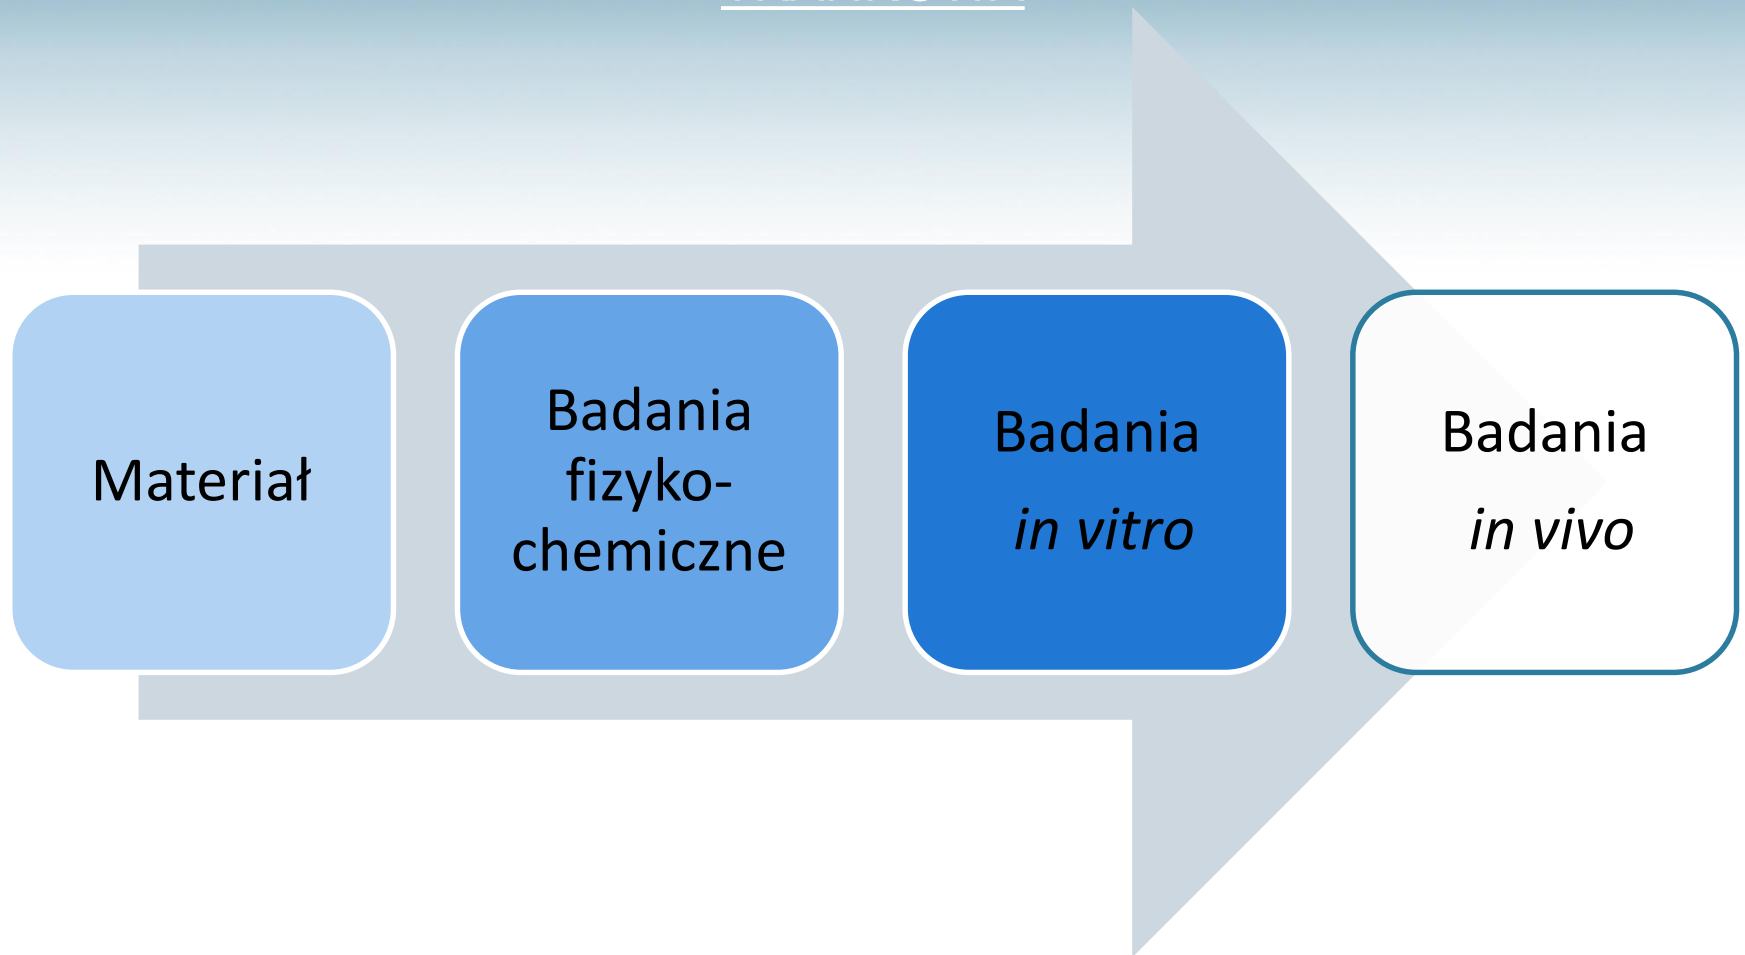 Materiał
Badania
fizyko-
chemiczne
Badania
in vitro
Badania
in vivo